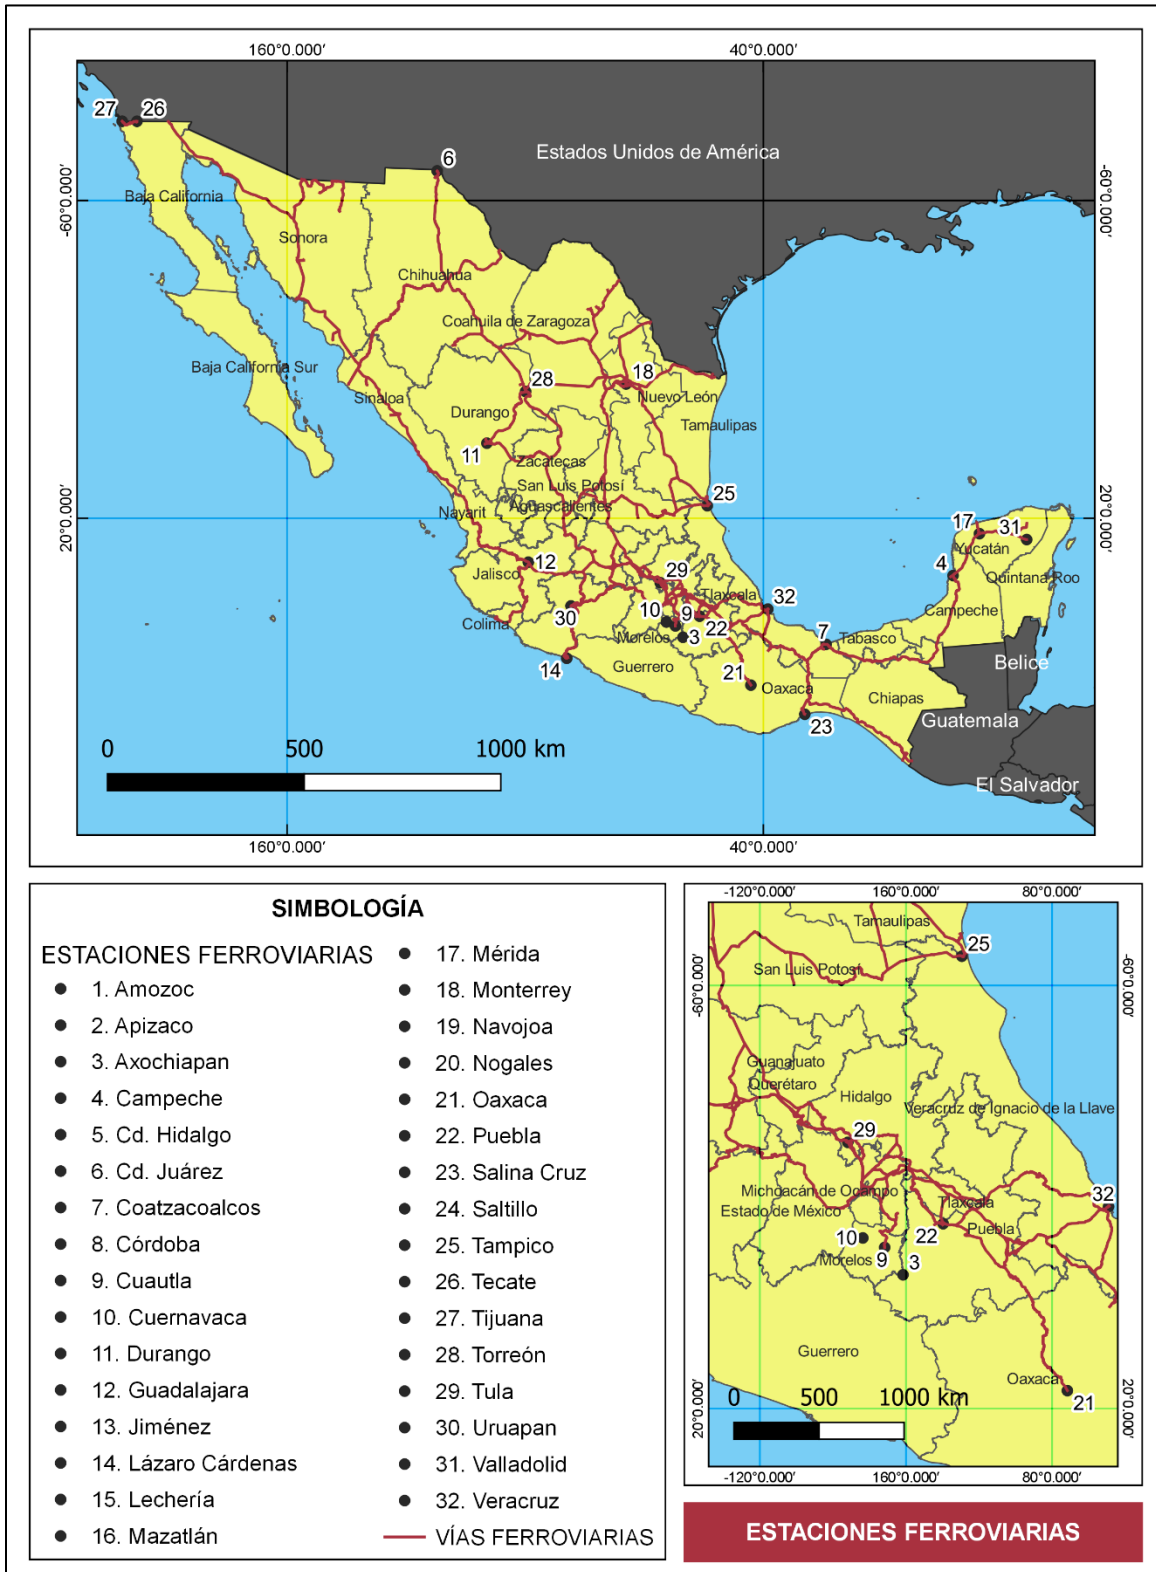 160°0.000′ 40°0.000′
27 26
6
Estados Unidos de América
-60°0.000′ -60°0.000′
Baja California
Sonora
Chihuahua
Coahuila de Zaragoza
Baja California Sur
Sinaloa
28
18
Nuevo León
Durango
Tamaulipas
11
Zacatecas
San Luis Potosí
25
Aguascalientes
Nayarit
20°0.000′ 20°0.000′
17 31
Yucatán
12
Jalisco
29
4
Quintana Roo
Tlaxcala
32
Campeche
30
10 9
22
Colima
Morelos 3
7
Tabasco
14
Guerrero
21
Oaxaca
Chiapas
Belice
23
Guatemala
El Salvador
0 500 1000 km
160°0.000′ 40°0.000′
SIMBOLOGÍA
ESTACIONES FERROVIARIAS
1. Amozoc
2. Apizaco
3. Axochiapan
4. Campeche
5. Cd. Hidalgo
6. Cd. Juárez
7. Coatzacoalcos
8. Córdoba
9. Cuautla
10. Cuernavaca
11. Durango
12. Guadalajara
13. Jiménez
14. Lázaro Cárdenas
15. Lechería
16. Mazatlán
17. Mérida
18. Monterrey
19. Navojoa
20. Nogales
21. Oaxaca
22. Puebla
23. Salina Cruz
24. Saltillo
25. Tampico
26. Tecate
27. Tijuana
28. Torreón
29. Tula
30. Uruapan
31. Valladolid
32. Veracruz
VÍAS FERROVIARIAS
-120°0.000′ 160°0.000′ 80°0.000′
Tamaulipas
25
San Luis Potosí
-60°0.000′ -60°0.000′
Guanajuato
Querétaro
Hidalgo
Veracruz de Ignacio de la Llave
29
Michoacán de Ocampo
Estado de México
Tlaxcala
32
Puebla
22
10
Morelos 9
3
Guerrero
Oaxaca
21
0 500 1000 km
20°0.000′ 20°0.000′
-120°0.000′ 160°0.000′ 80°0.000′
ESTACIONES FERROVIARIAS